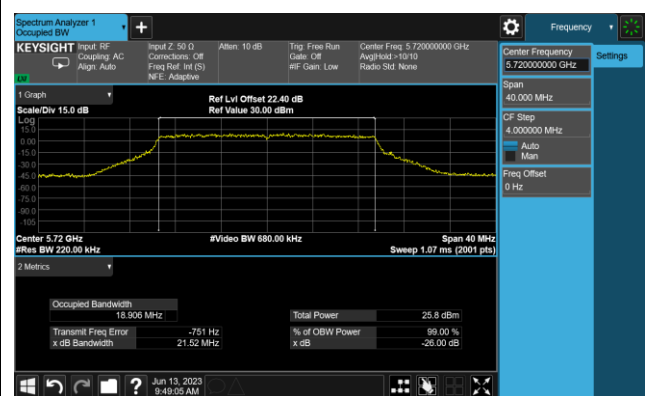 Spectrum Analyzer 1
Occupied BW
Frequency
KEYSIGHT
Input: RF
Coupling: AC
Align: Auto
Input Z: 50 Ω
Corrections: Off
Freq Ref: Int (S)
NFE: Adaptive
Atten: 10 dB
Trig: Free Run
Gate: Off
#IF Gain: Low
Center Freq: 5.720000000 GHz
Avg|Hold:>10/10
Radio Std: None
Center Frequency
5.720000000 GHz
Settings
Span
40.000 MHz
CF Step
4.000000 MHz
Auto
Man
Freq Offset
0 Hz
1 Graph
Scale/Div 15.0 dB
Ref Lvl Offset 22.40 dB
Ref Value 30.00 dBm
Log
15.0
0.00
-15.0
-30.0
-45.0
-60.0
-75.0
-90.0
-105
Center 5.72 GHz
#Video BW 680.00 kHz
Span 40 MHz
#Res BW 220.00 kHz
Sweep 1.07 ms (2001 pts)
2 Metrics
Occupied Bandwidth
18.906 MHz
Total Power 25.8 dBm
Transmit Freq Error -751 Hz
% of OBW Power 99.00 %
x dB Bandwidth 21.52 MHz
x dB -26.00 dB
?
Jun 13, 2023
9:49:05 AM